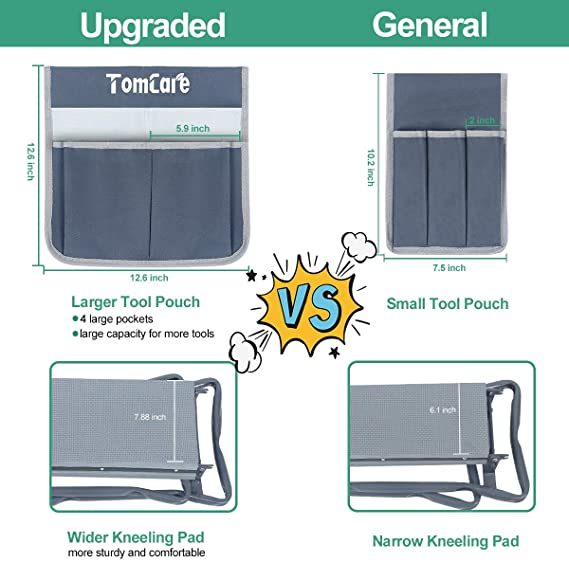 Upgraded
General
TomCare
5.9 inch
12.6 inch
12.6 inch
2 inch
10.2 inch
7.5 inch
Larger Tool Pouch
●4 large pockets
●large capacity for more tools
VS
Small Tool Pouch
7.88 inch
6.1 inch
Wider Kneeling Pad
more sturdy and comfortable
Narrow Kneeling Pad